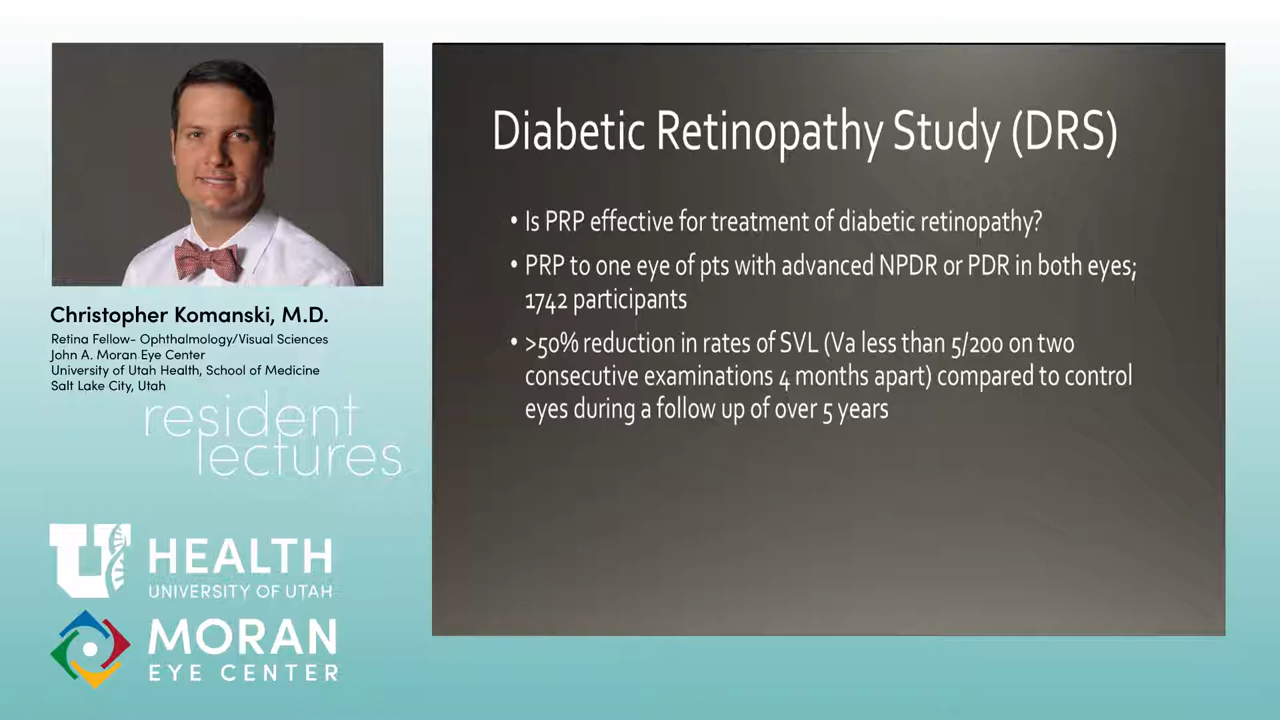 Christopher Komanski, M.D.
Retina Fellow- Ophthalmology/Visual Sciences
John A. Moran Eye Center
University of Utah Health, School of Medicine
Salt Lake City, Utah
resident
lectures
U
HEALTH
UNIVERSITY OF UTAH
MORAN
EYE CENTER
Diabetic Retinopathy Study (DRS)
• Is PRP effective for treatment of diabetic retinopathy?
• PRP to one eye of pts with advanced NPDR or PDR in both eyes;
1742 participants
• >50% reduction in rates of SVL (Va less than 5/200 on two
consecutive examinations 4 months apart) compared to control
eyes during a follow up of over 5 years